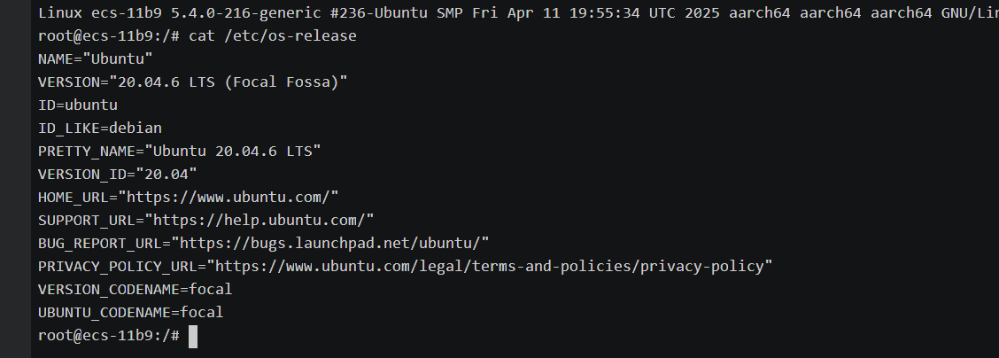 Linux ecs-11b9 5.4.0-216-generic #236-Ubuntu SMP Fri Apr 11 19:55:34 UTC 2025 aarch64 aarch64 aarch64 GNU/Lin
root@ecs-11b9:/# cat /etc/os-release
NAME="Ubuntu"
VERSION="20.04.6 LTS (Focal Fossa)"
ID=ubuntu
ID_LIKE=debian
PRETTY_NAME="Ubuntu 20.04.6 LTS"
VERSION_ID="20.04"
HOME_URL="https://www.ubuntu.com/"
SUPPORT_URL="https://help.ubuntu.com/"
BUG_REPORT_URL="https://bugs.launchpad.net/ubuntu/"
PRIVACY_POLICY_URL="https://www.ubuntu.com/legal/terms-and-policies/privacy-policy"
VERSION_CODENAME=focal
UBUNTU_CODENAME=focal
root@ecs-11b9:/#